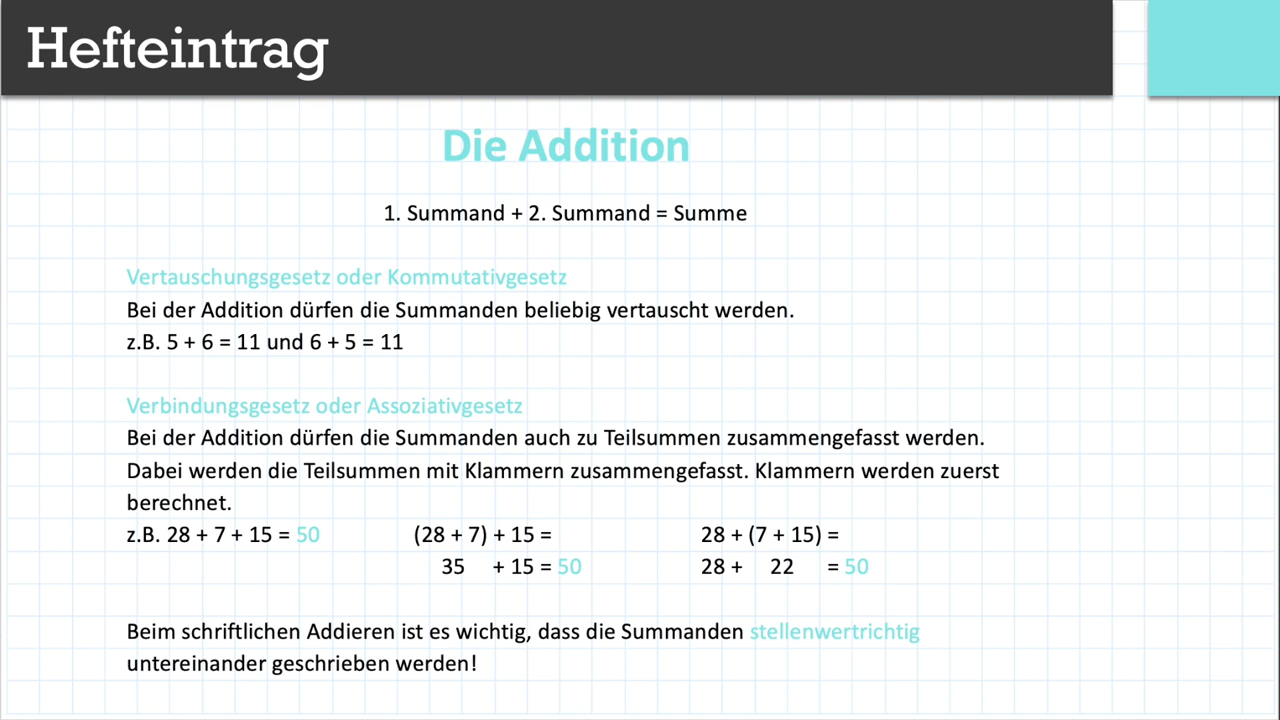 Hefteintrag
Die Addition
1. Summand + 2. Summand = Summe
Vertauschungsgesetz oder Kommutativgesetz
Bei der Addition dürfen die Summanden beliebig vertauscht werden.
z.B. 5 + 6 = 11 und 6 + 5 = 11
Verbindungsgesetz oder Assoziativgesetz
Bei der Addition dürfen die Summanden auch zu Teilsummen zusammengefasst werden.
Dabei werden die Teilsummen mit Klammern zusammengefasst. Klammern werden zuerst
berechnet.
z.B. 28 + 7 + 15 = 50 (28 + 7) + 15 = 28 + (7 + 15) =
35 + 15 = 50 28 + 22 = 50
Beim schriftlichen Addieren ist es wichtig, dass die Summanden stellenwertrichtig
untereinander geschrieben werden!